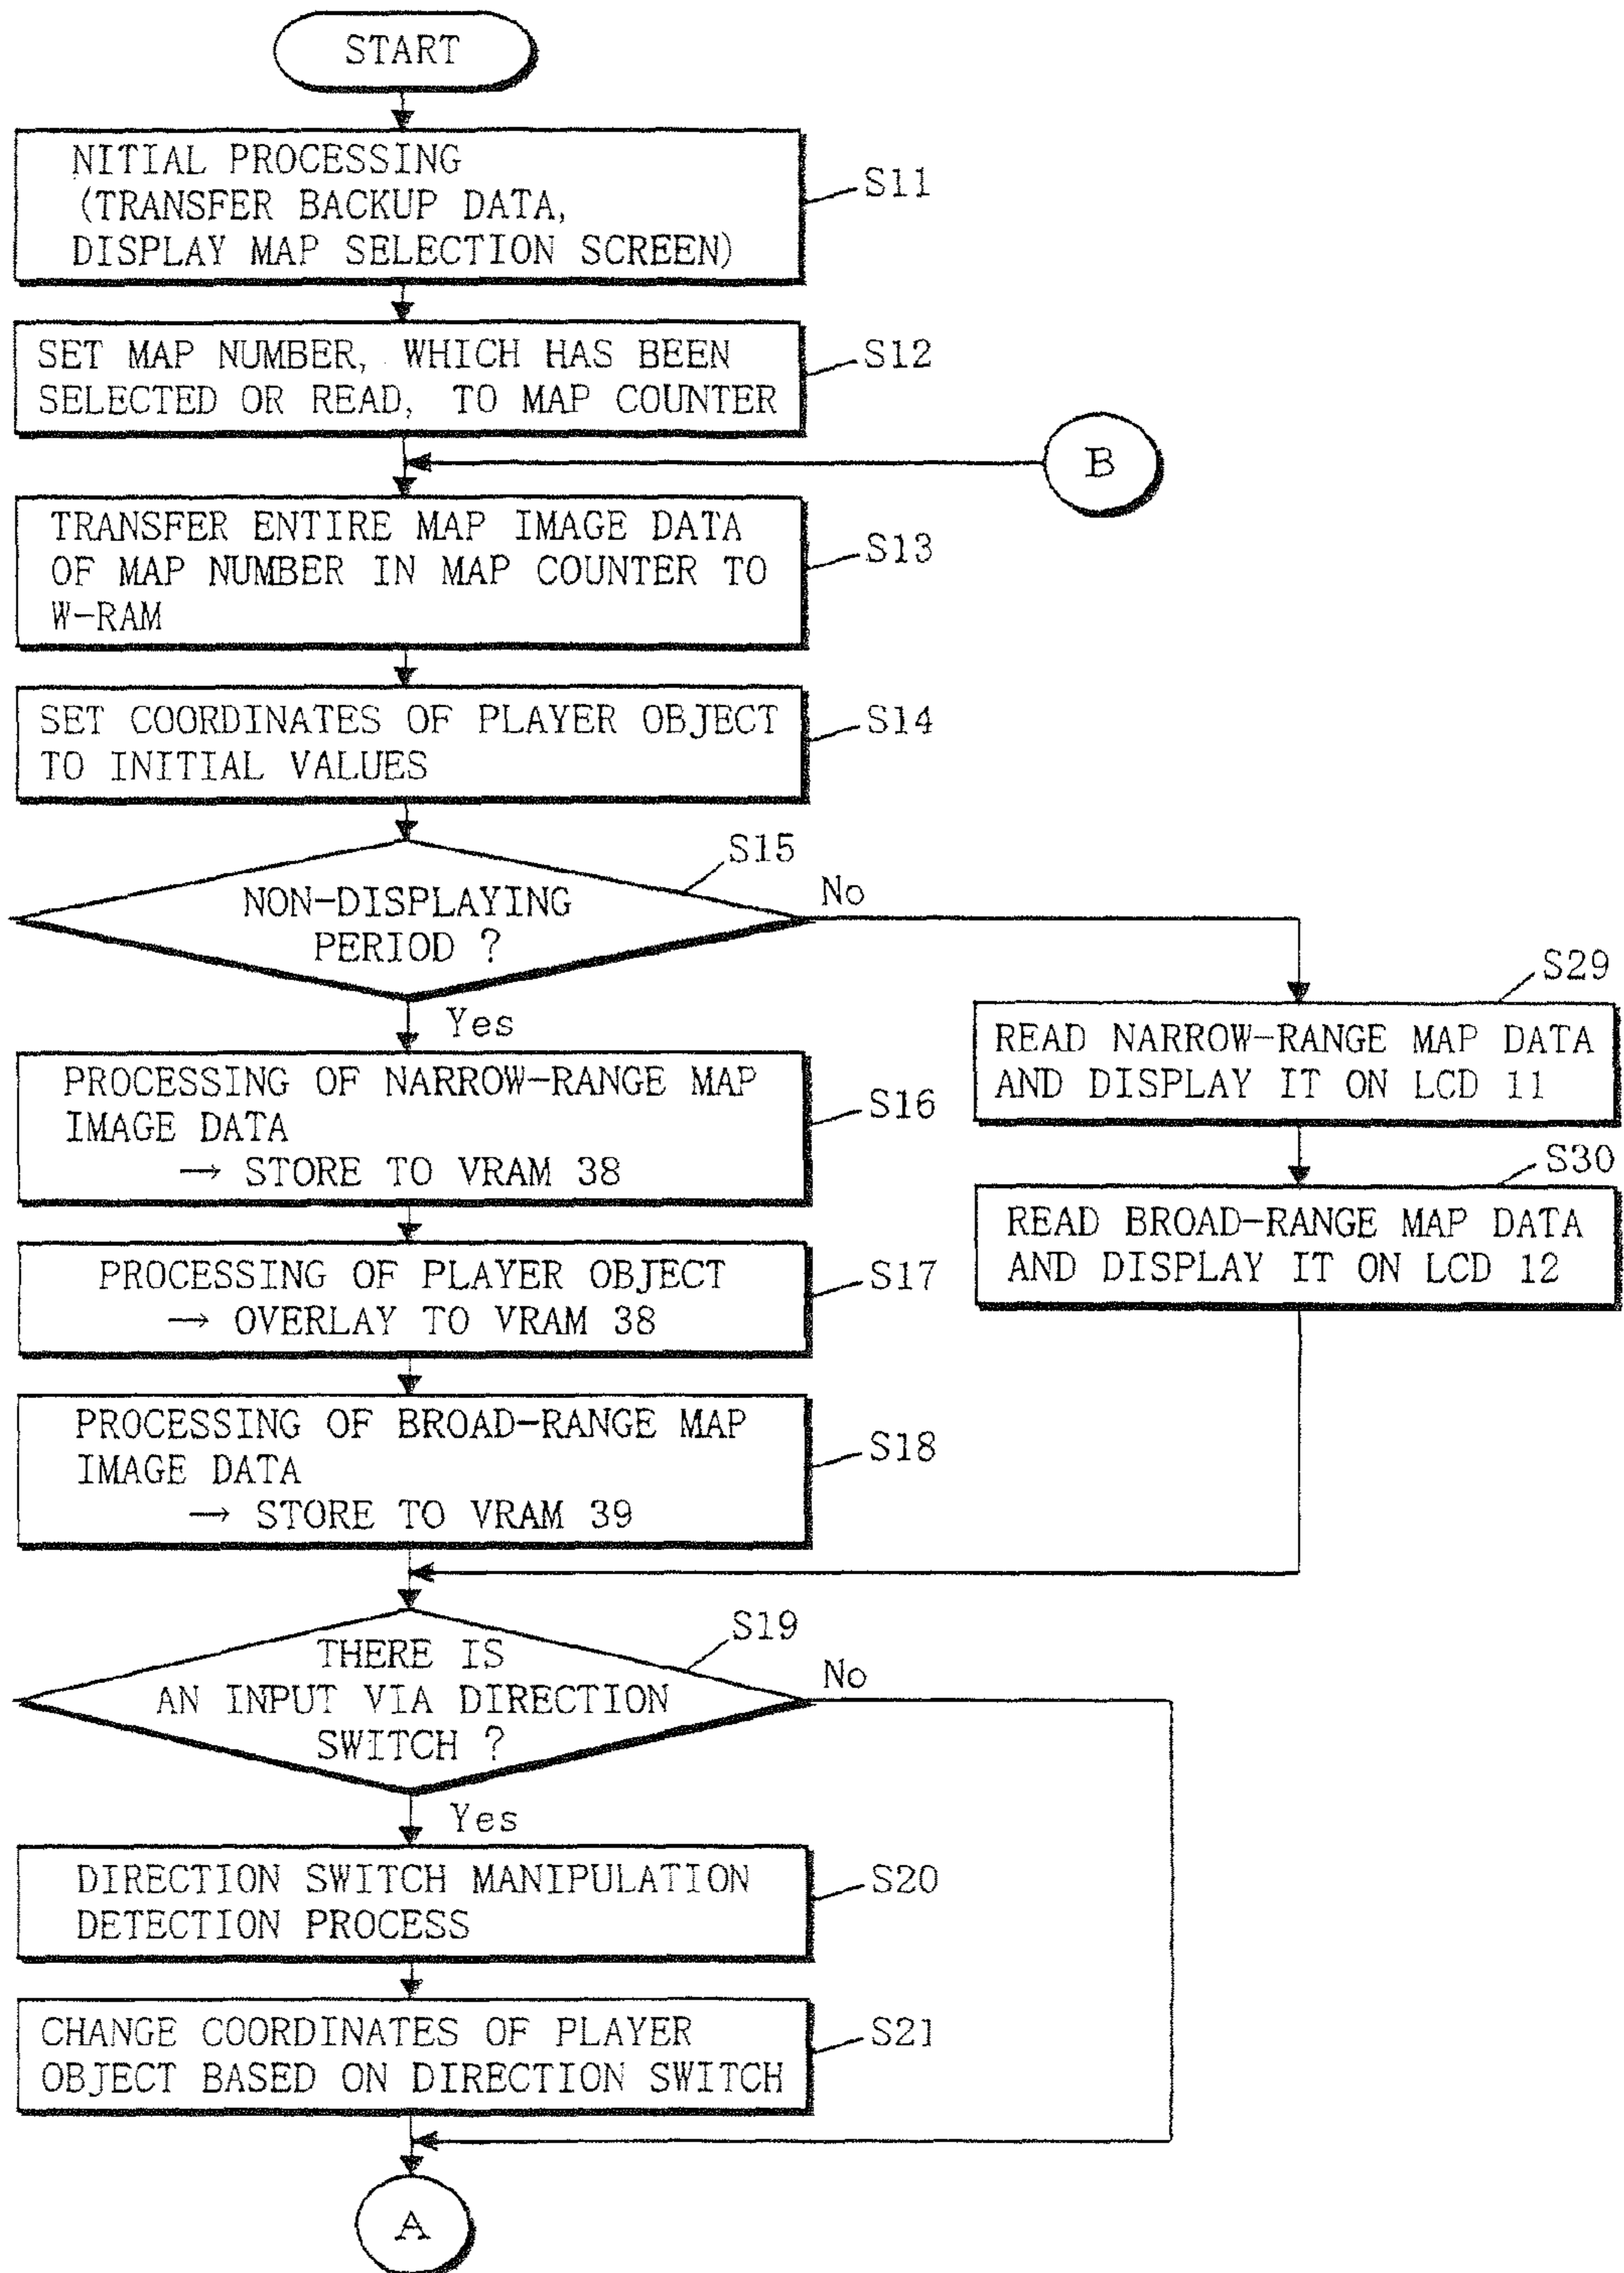 START
NITIAL PROCESSING
(TRANSFER BACKUP DATA,
DISPLAY MAP SELECTION SCREEN)
S11
SET MAP NUMBER, WHICH HAS BEEN
SELECTED OR READ, TO MAP COUNTER
S12
B
TRANSFER ENTIRE MAP IMAGE DATA
OF MAP NUMBER IN MAP COUNTER TO
W-RAM
S13
SET COORDINATES OF PLAYER OBJECT
TO INITIAL VALUES
S14
S15
NON-DISPLAYING
PERIOD ?
No
Yes
S29
READ NARROW-RANGE MAP DATA
AND DISPLAY IT ON LCD 11
PROCESSING OF NARROW-RANGE MAP
IMAGE DATA
→ STORE TO VRAM 38
S16
S30
READ BROAD-RANGE MAP DATA
AND DISPLAY IT ON LCD 12
PROCESSING OF PLAYER OBJECT
→ OVERLAY TO VRAM 38
S17
PROCESSING OF BROAD-RANGE MAP
IMAGE DATA
→ STORE TO VRAM 39
S18
S19
THERE IS
AN INPUT VIA DIRECTION
SWITCH ?
No
Yes
DIRECTION SWITCH MANIPULATION
DETECTION PROCESS
S20
CHANGE COORDINATES OF PLAYER
OBJECT BASED ON DIRECTION SWITCH
S21
A